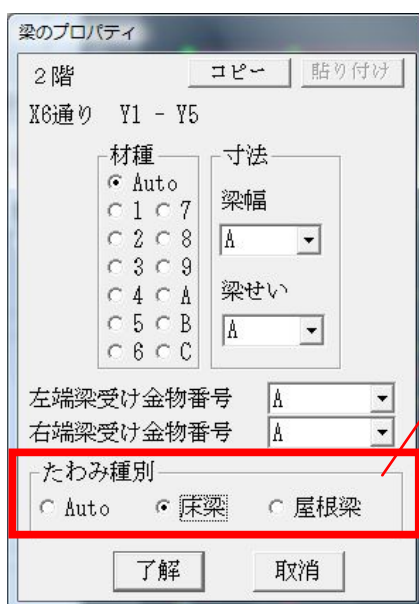 梁のプロパティ
2階 コピー 貼り付け
X6通り Y1 - Y5
材種 寸法
Auto
1 7
2 8
3 9
4 A
5 B
6 C
梁幅
A
梁せい
A
左端梁受け金物番号 A
右端梁受け金物番号 A
たわみ種別
Auto 床梁 屋根梁
了解 取消